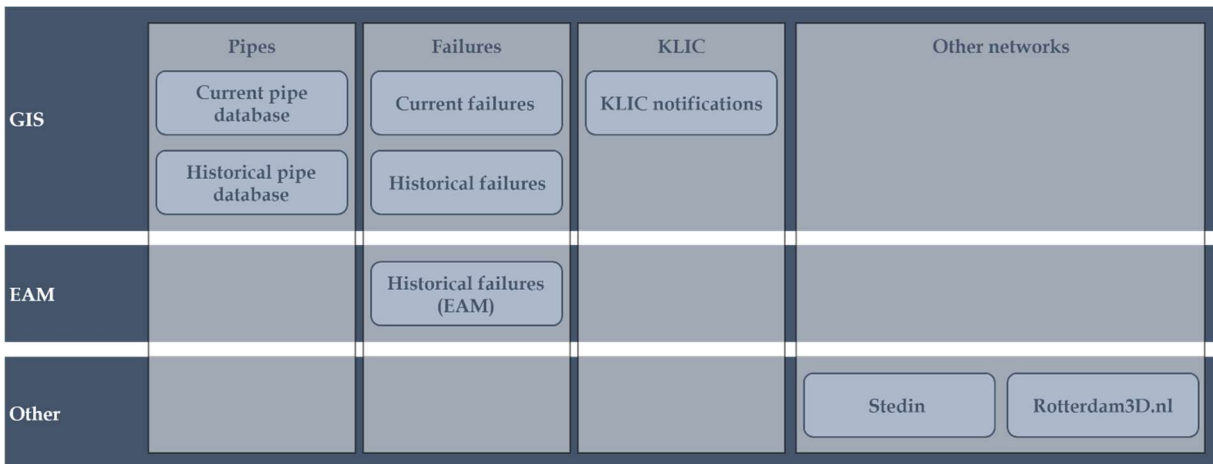 Pipes
Failures
KLIC
Other networks
GIS
Current pipe
database
Current failures
KLIC notifications
Historical pipe
database
Historical failures
EAM
Historical failures
(EAM)
Other
Stedin
Rotterdam3D.nl